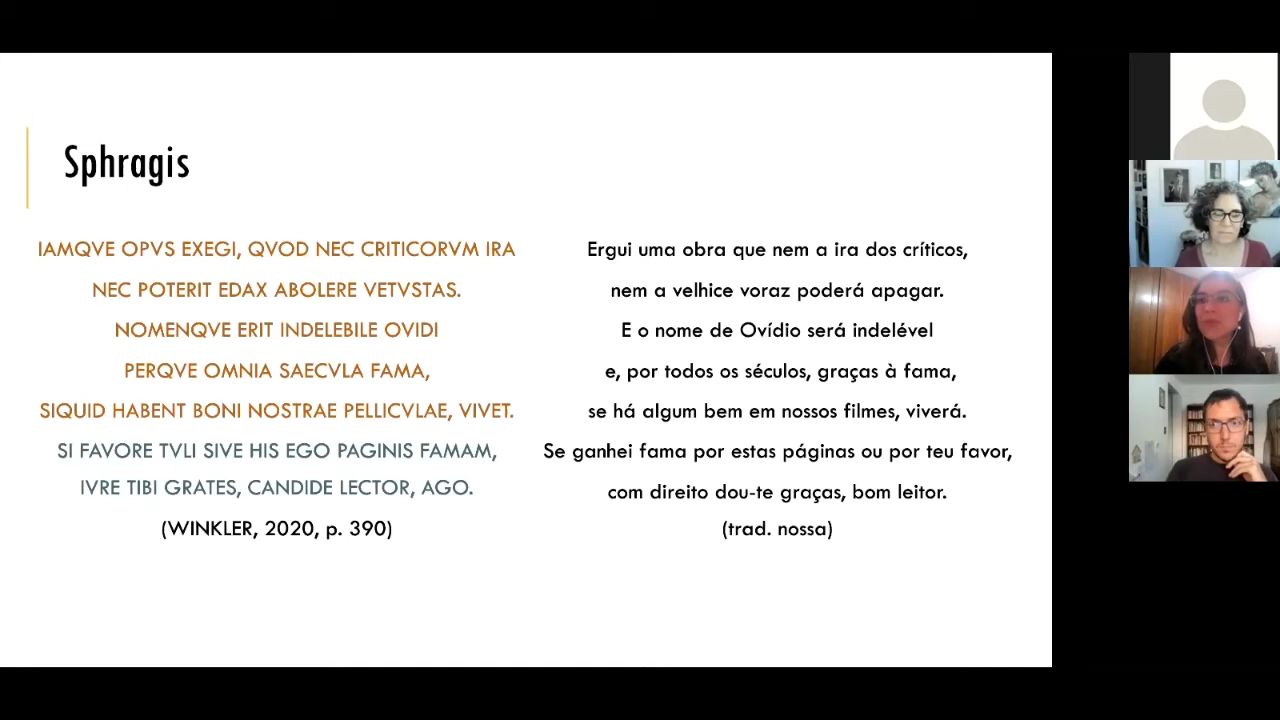 Sphragis
IAMQVE OPVS EXEGI, QVOD NEC CRITICORVM IRA
NEC POTERIT EDAX ABOLERE VETVSTAS.
NOMENQVE ERIT INDELEBILE OVIDI
PERQVE OMNIA SAECVLA FAMA,
SIQUID HABENT BONI NOSTRAE PELLICVLAE, VIVET.
SI FAVORE TVLI SIVE HIS EGO PAGINIS FAMAM,
IVRE TIBI GRATES, CANDIDE LECTOR, AGO.
(WINKLER, 2020, p. 390)
Ergui uma obra que nem a ira dos críticos,
nem a velhice voraz poderá apagar.
E o nome de Ovídio será indelével
e, por todos os séculos, graças à fama,
se há algum bem em nossos filmes, viverá.
Se ganhei fama por estas páginas ou por teu favor,
com direito dou-te graças, bom leitor.
(trad. nossa)